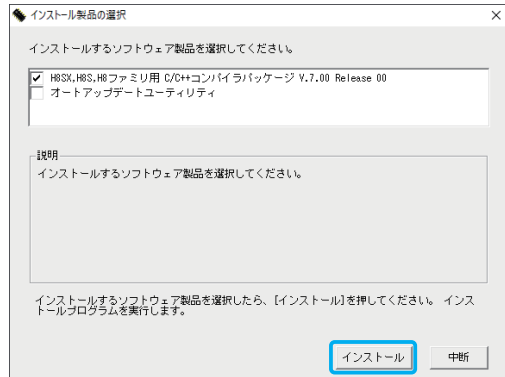 インストール製品の選択
インストールするソフトウェア製品を選択してください。
H8SX,H8S,H8ファミリ用 C/C++コンパイラパッケージ V.7.00 Release 00
オートアップデートユーティリティ
説明
インストールするソフトウェア製品を選択してください。
インストールするソフトウェア製品を選択したら、[インストール]を押してください。 インス
トールプログラムを実行します。
インストール
中断